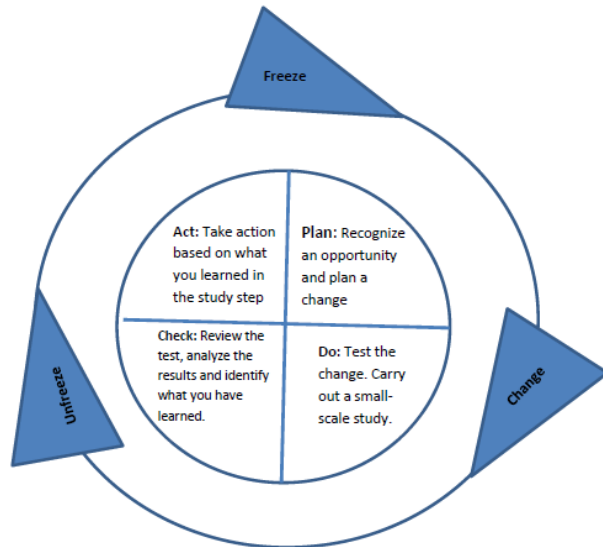 Freeze
Act: Take action
based on what
you learned in
the study step
Plan: Recognize
an opportunity
and plan a
change
Check: Review the
test, analyze the
results and identify
what you have
learned.
Do: Test the
change. Carry
out a small-
scale study.
Unfreeze
Change